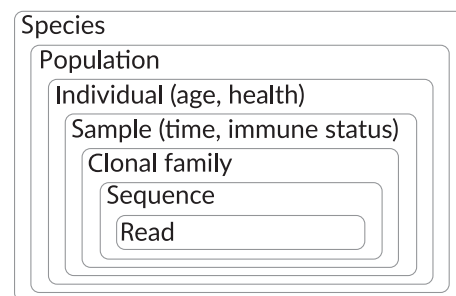 Species
Population
Individual (age, health)
Sample (time, immune status)
Clonal family
Sequence
Read